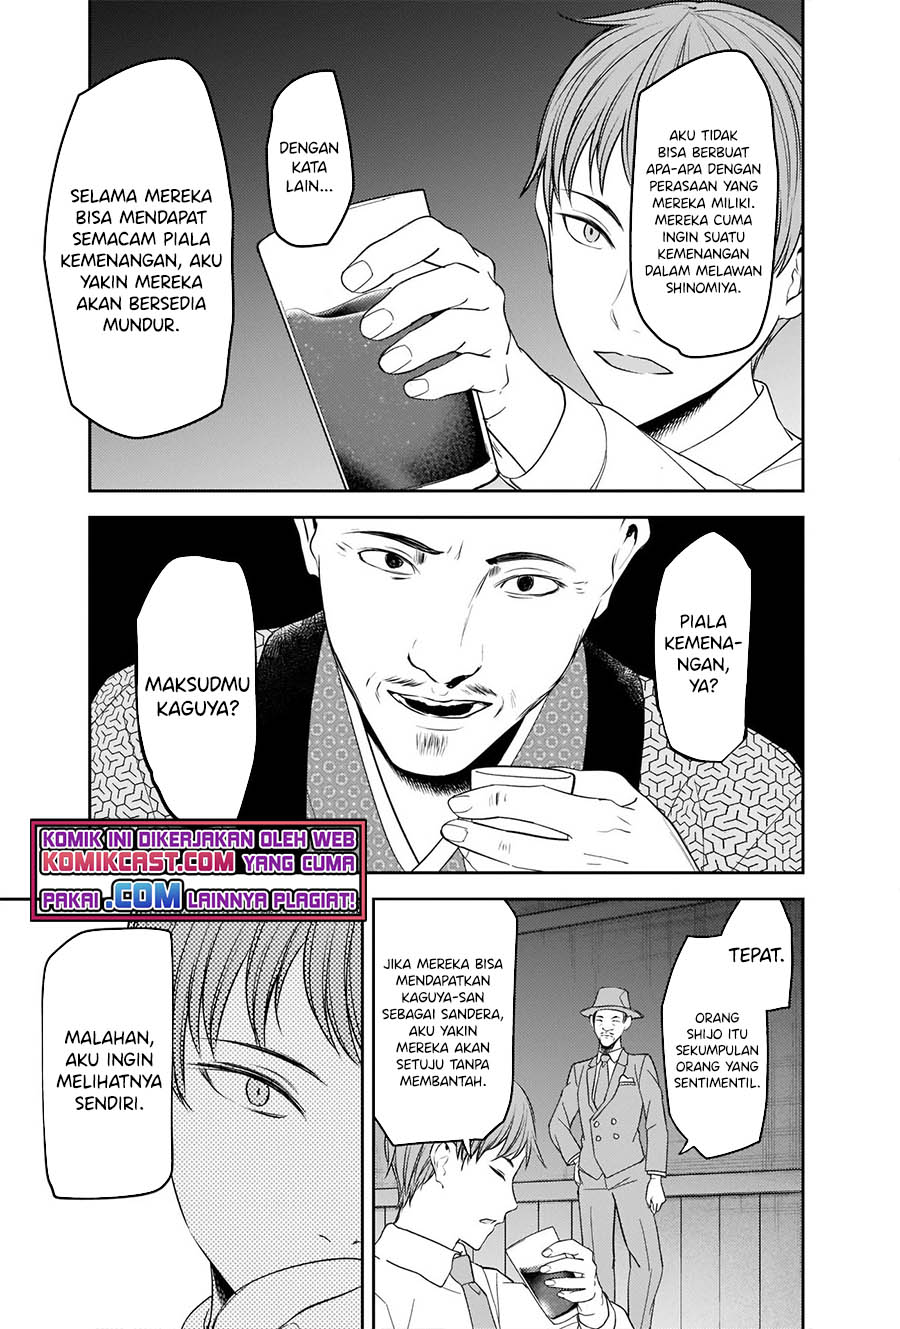 AKU TIDAK
BISA BERBUAT
APA-APA DENGAN
PERASAAN YANG
MEREKA MILIKI.
MEREKA CUMA
INGIN SUATU
KEMENANGAN
DALAM MELAWAN
SHINOMIYA.
DENGAN
KATA
LAIN...
SELAMA MEREKA
BISA MENDAPAT
SEMACAM PIALA
KEMENANGAN, AKU
YAKIN MEREKA
AKAN BERSEDIA
MUNDUR.
PIALA
KEMENA-
NGAN,
YA?
MAKSUDMU
KAGUYA?
KOMIK INI DIKERJAKAN OLEH WEB
KOMIKCAST.COM YANG CUMA
PAKAI .COM LAINNYA PLAGIAT!
TEPAT.
ORANG
SHIJO ITU
SEKUMPULAN
ORANG YANG
SENTIMENTIL.
JIKA MEREKA BISA
MENDAPATKAN
KAGUYA-SAN
SEBAGAI SANDERA,
AKU YAKIN
MEREKA AKAN
SETUJU TANPA
MEMBANTAH.
MALAHAN,
AKU INGIN
MELIHATNYA
SENDIRI.